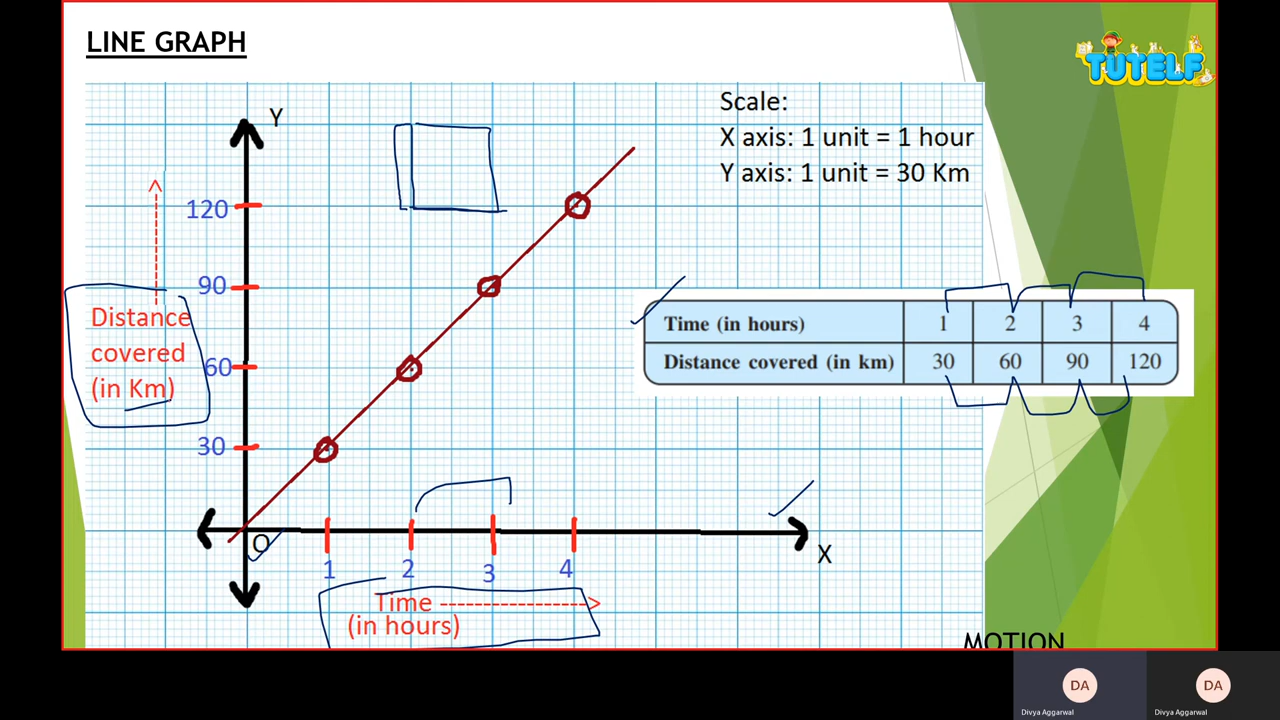 LINE GRAPH
TUTELF
Y
Scale:
X axis: 1 unit = 1 hour
Y axis: 1 unit = 30 Km
120
90
60
30
Distance
covered
(in Km)
Time (in hours) 1 2 3 4
Distance covered (in km) 30 60 90 120
O
X
1 2 3 4
Time
(in hours)
MOTION
DA DA
Divya Aggarwal Divya Aggarwal